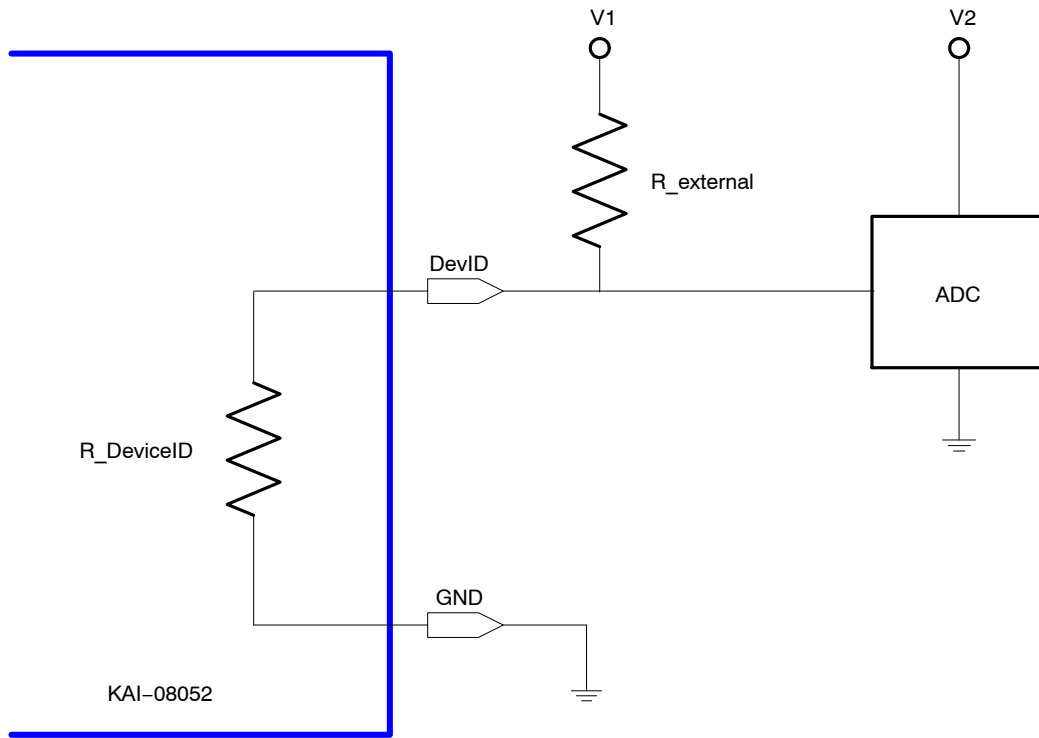 V1
V2
R_external
DevID
ADC
R_DeviceID
GND
KAI−08052